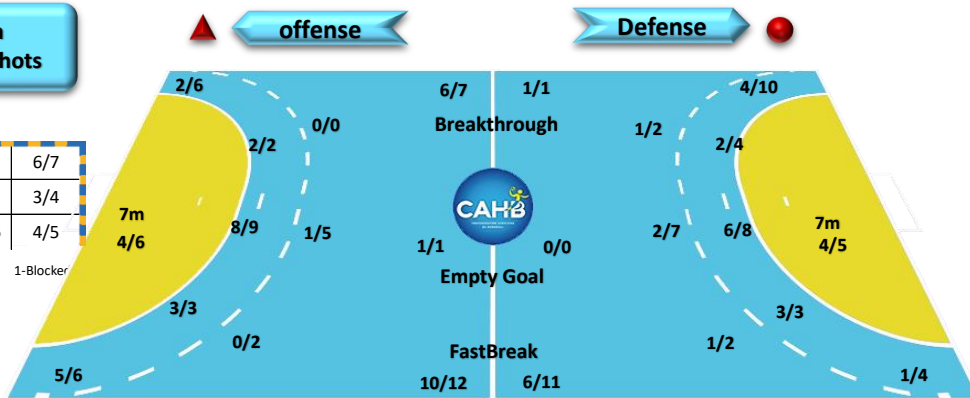 offense
Defense
hots
2/6
6/7
1/1
4/10
0/0
Breakthrough
1/2
2/2
2/4
6/7
3/4
4/5
1-Blocked
7m
4/6
8/9
1/5
CAHB
2/7
6/8
7m
4/5
1/1
0/0
Empty Goal
3/3
3/3
0/2
1/2
FastBreak
5/6
10/12
6/11
1/4